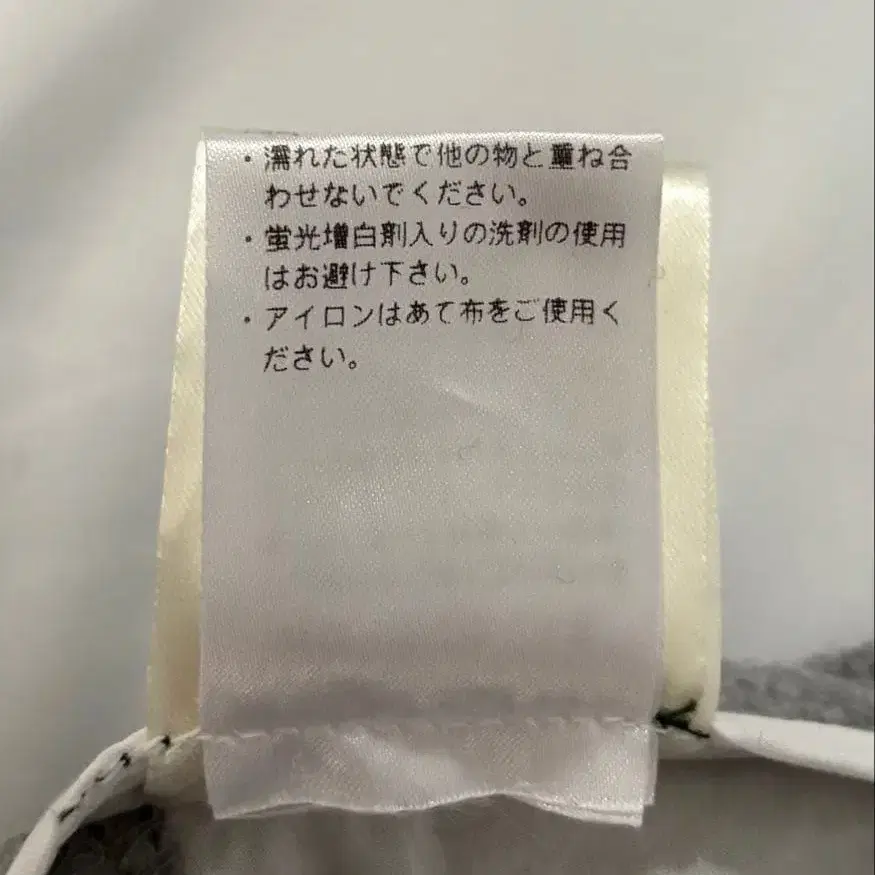 ・濡れた状態で他の物と重ね合
わせないでください。
・蛍光増白剤入りの洗剤の使用
はお避け下さい。
・アイロンはあて布をご使用く
ださい。